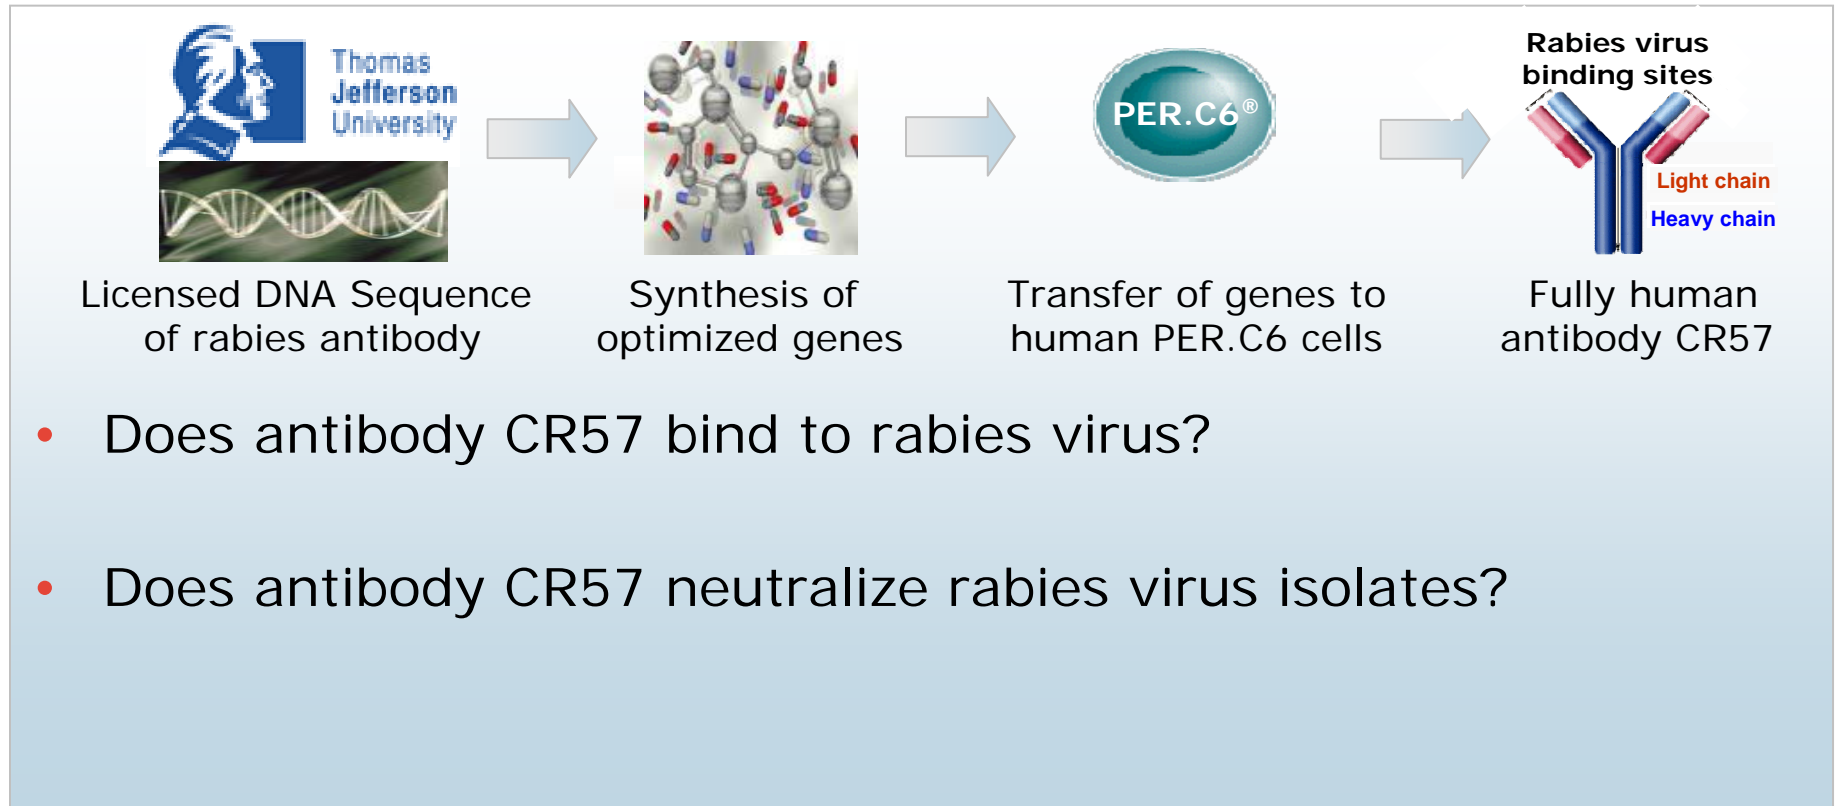 Thomas
Jefferson
University
PER.C6®
Rabies virus
binding sites
Light chain
Heavy chain
Licensed DNA Sequence
of rabies antibody
Synthesis of
optimized genes
Transfer of genes to
human PER.C6 cells
Fully human
antibody CR57
• Does antibody CR57 bind to rabies virus?
• Does antibody CR57 neutralize rabies virus isolates?